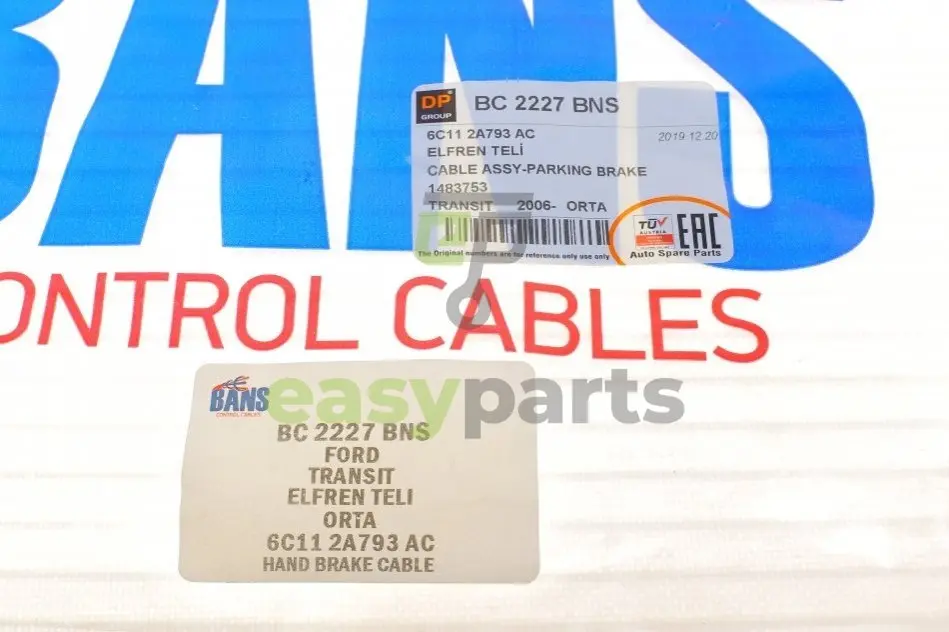 BANS
DP GROUP
BC 2227 BNS
6C11 2A793 AC
2019 12.20
ELFREN TELİ
CABLE ASSY-PARKING BRAKE
1483753
TRANSIT 2006- ORTA
TÜV
AUSTRIA
EAC
The Original numbers are for reference only use only
Auto Spare Parts
ONTROL CABLES
easyparts
BANS
CONTROL CABLES
BC 2227 BNS
FORD
TRANSIT
ELFREN TELI
ORTA
6C11 2A793 AC
HAND BRAKE CABLE